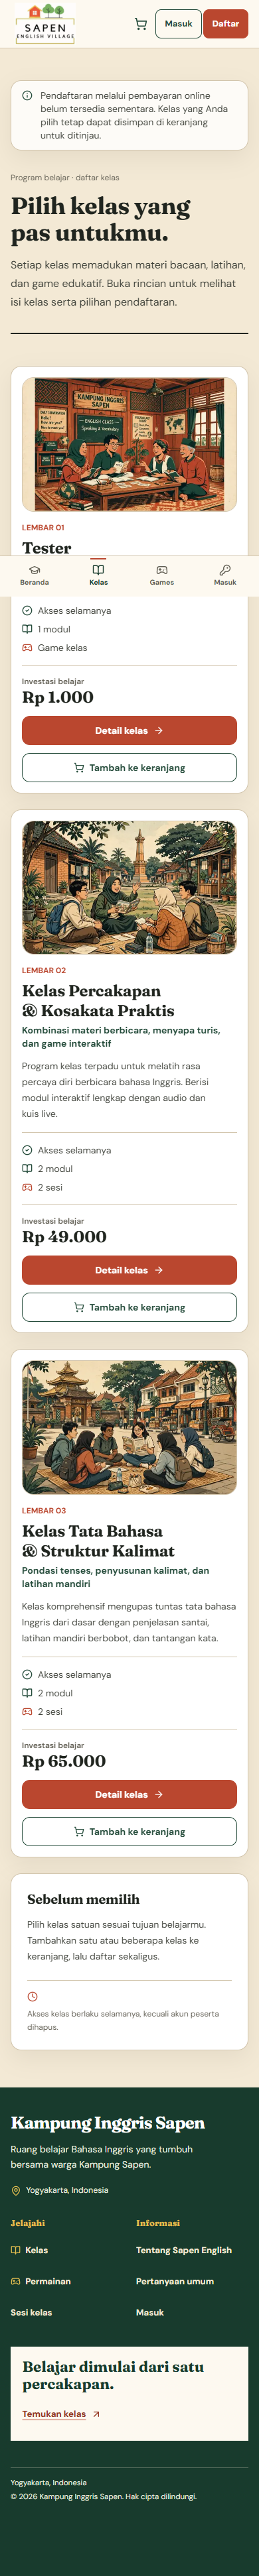 SAPEN
ENGLISH VILLAGE
Masuk
Daftar
Pendaftaran melalui pembayaran online
belum tersedia sementara. Kelas yang Anda
pilih tetap dapat disimpan di keranjang
untuk ditinjau.
Program belajar · daftar kelas
Pilih kelas yang
pas untukmu.
Setiap kelas memadukan materi bacaan, latihan,
dan game edukatif. Buka rincian untuk melihat
isi kelas serta pilihan pendaftaran.
KAMPUNG INGGRIS SAPEN
ENGLISH CLASS
LEMBAR 01
Tester
Beranda
Kelas
Games
Masuk
Akses selamanya
1 modul
Game kelas
Investasi belajar
Rp 1.000
Detail kelas →
Tambah ke keranjang
LEMBAR 02
Kelas Percakapan
& Kosakata Praktis
Kombinasi materi berbicara, menyapa turis,
dan game interaktif
Program kelas terpadu untuk melatih rasa
percaya diri berbicara bahasa Inggris. Berisi
modul interaktif lengkap dengan audio dan
kuis live.
Akses selamanya
2 modul
2 sesi
Investasi belajar
Rp 49.000
Detail kelas →
Tambah ke keranjang
LEMBAR 03
Kelas Tata Bahasa
& Struktur Kalimat
Pondasi tenses, penyusunan kalimat, dan
latihan mandiri
Kelas komprehensif mengupas tuntas tata bahasa
Inggris dari dasar dengan penjelasan santai,
latihan mandiri berbobot, dan tantangan kata.
Akses selamanya
2 modul
2 sesi
Investasi belajar
Rp 65.000
Detail kelas →
Tambah ke keranjang
Sebelum memilih
Pilih kelas satuan sesuai tujuan belajarmu.
Tambahkan satu atau beberapa kelas ke
keranjang, lalu daftar sekaligus.
Akses kelas berlaku selamanya, kecuali akun peserta
dihapus.
Kampung Inggris Sapen
Ruang belajar Bahasa Inggris yang tumbuh
bersama warga Kampung Sapen.
Yogyakarta, Indonesia
Jelajahi
Informasi
Kelas
Tentang Sapen English
Permainan
Pertanyaan umum
Sesi kelas
Masuk
Belajar dimulai dari satu
percakapan.
Temukan kelas ↗
Yogyakarta, Indonesia
© 2026 Kampung Inggris Sapen. Hak cipta dilindungi.